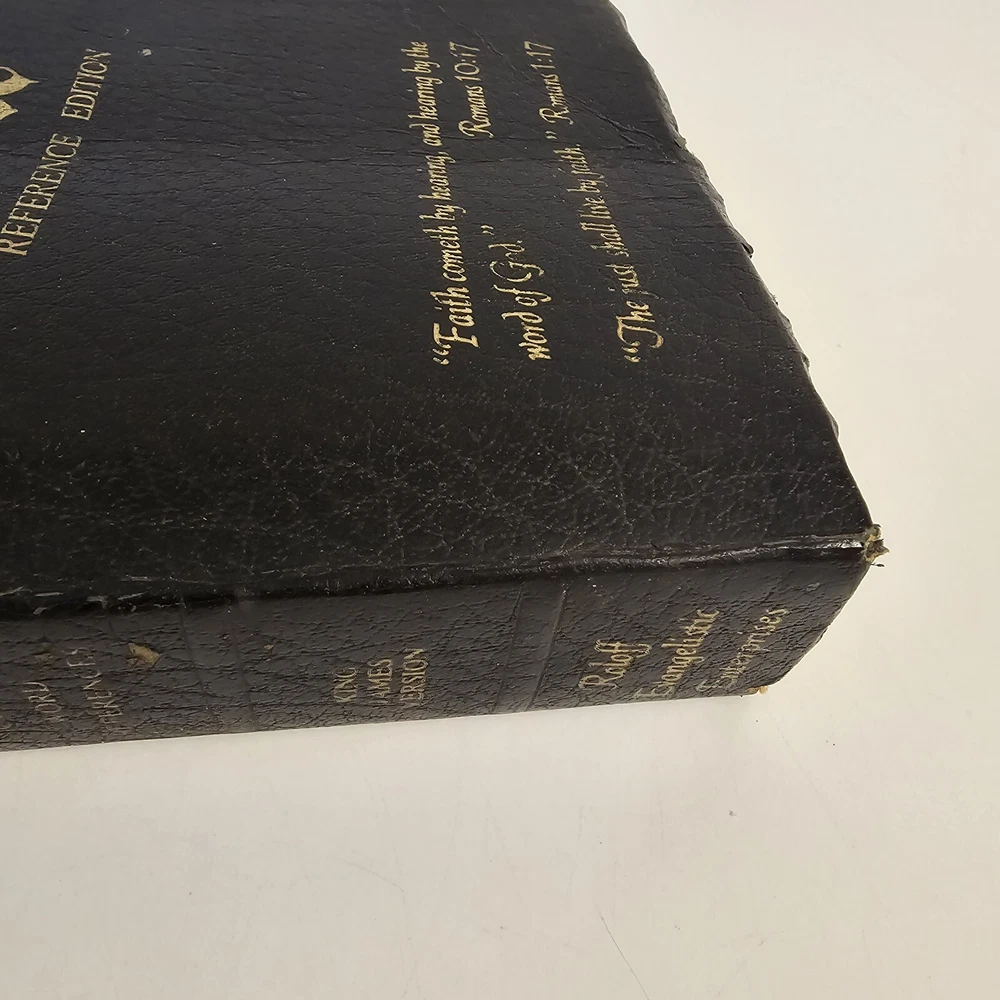 REFERENCE EDITION
“Faith cometh by hearing, and hearing by the
word of God.” Romans 10:17
“The just shall live by faith.” Romans 1:17
KING
JAMES
VERSION
Roloff
Evangelistic
Enterprises